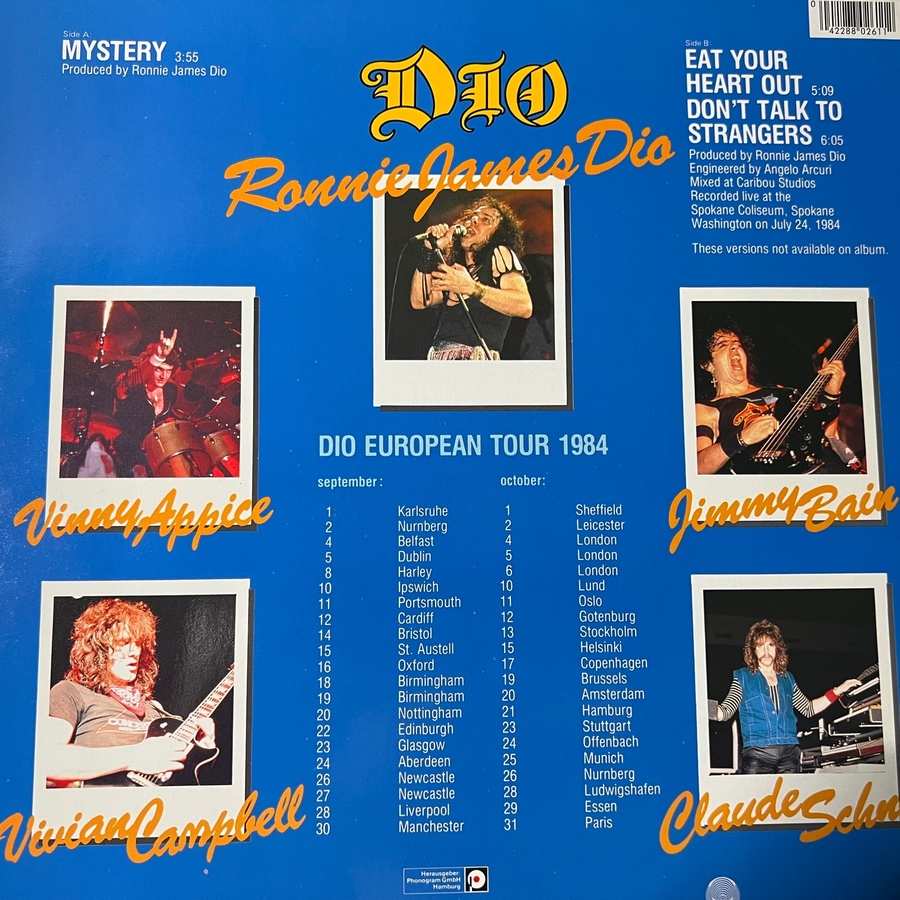 Side A:
MYSTERY 3:55
Produced by Ronnie James Dio
DIO
Ronnie James Dio
0
42288 02611
Side B:
EAT YOUR
HEART OUT 5:09
DON'T TALK TO
STRANGERS 6:05
Produced by Ronnie James Dio
Engineered by Angelo Arcuri
Mixed at Caribou Studios
Recorded live at the
Spokane Coliseum, Spokane
Washington on July 24, 1984
These versions not available on album.
Vinny Appice
Jimmy Bain
Vivian Campbell
Claude Schn
DIO EUROPEAN TOUR 1984
september:
1 Karlsruhe
2 Nurnberg
4 Belfast
5 Dublin
8 Harley
10 Ipswich
11 Portsmouth
12 Cardiff
14 Bristol
15 St. Austell
16 Oxford
18 Birmingham
19 Birmingham
20 Nottingham
22 Edinburgh
23 Glasgow
24 Aberdeen
26 Newcastle
27 Newcastle
28 Liverpool
30 Manchester
october:
1 Sheffield
2 Leicester
4 London
5 London
6 London
10 Lund
11 Oslo
12 Gotenburg
13 Stockholm
15 Helsinki
17 Copenhagen
19 Brussels
20 Amsterdam
21 Hamburg
23 Stuttgart
24 Offenbach
25 Munich
26 Nurnberg
28 Ludwigshafen
29 Essen
31 Paris
Herausgeber:
Phonogram GmbH
Hamburg